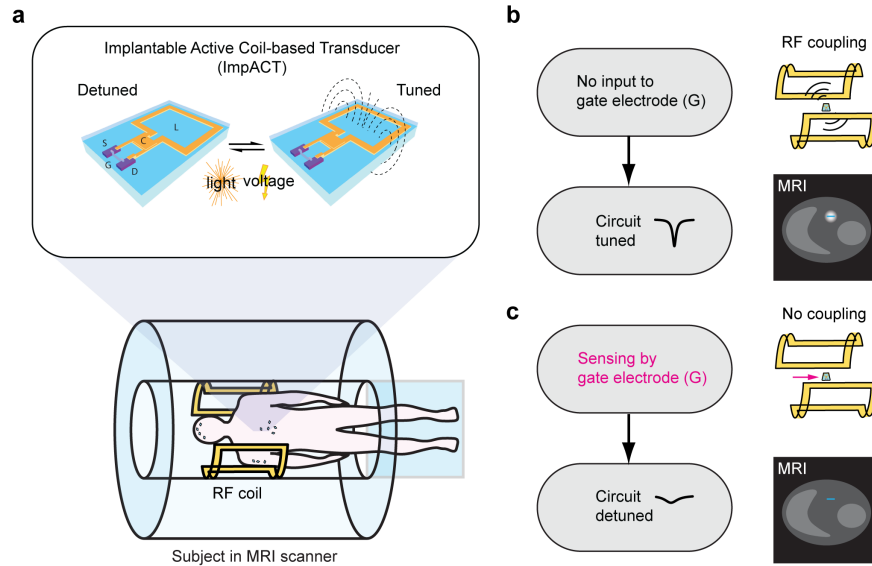 a
Implantable Active Coil-based Transducer
(ImpACT)
Detuned
Tuned
L
C
S
G
D
light
voltage
RF coil
Subject in MRI scanner
b
No input to
gate electrode (G)
RF coupling
Circuit
tuned
MRI
c
Sensing by
gate electrode (G)
No coupling
Circuit
detuned
MRI